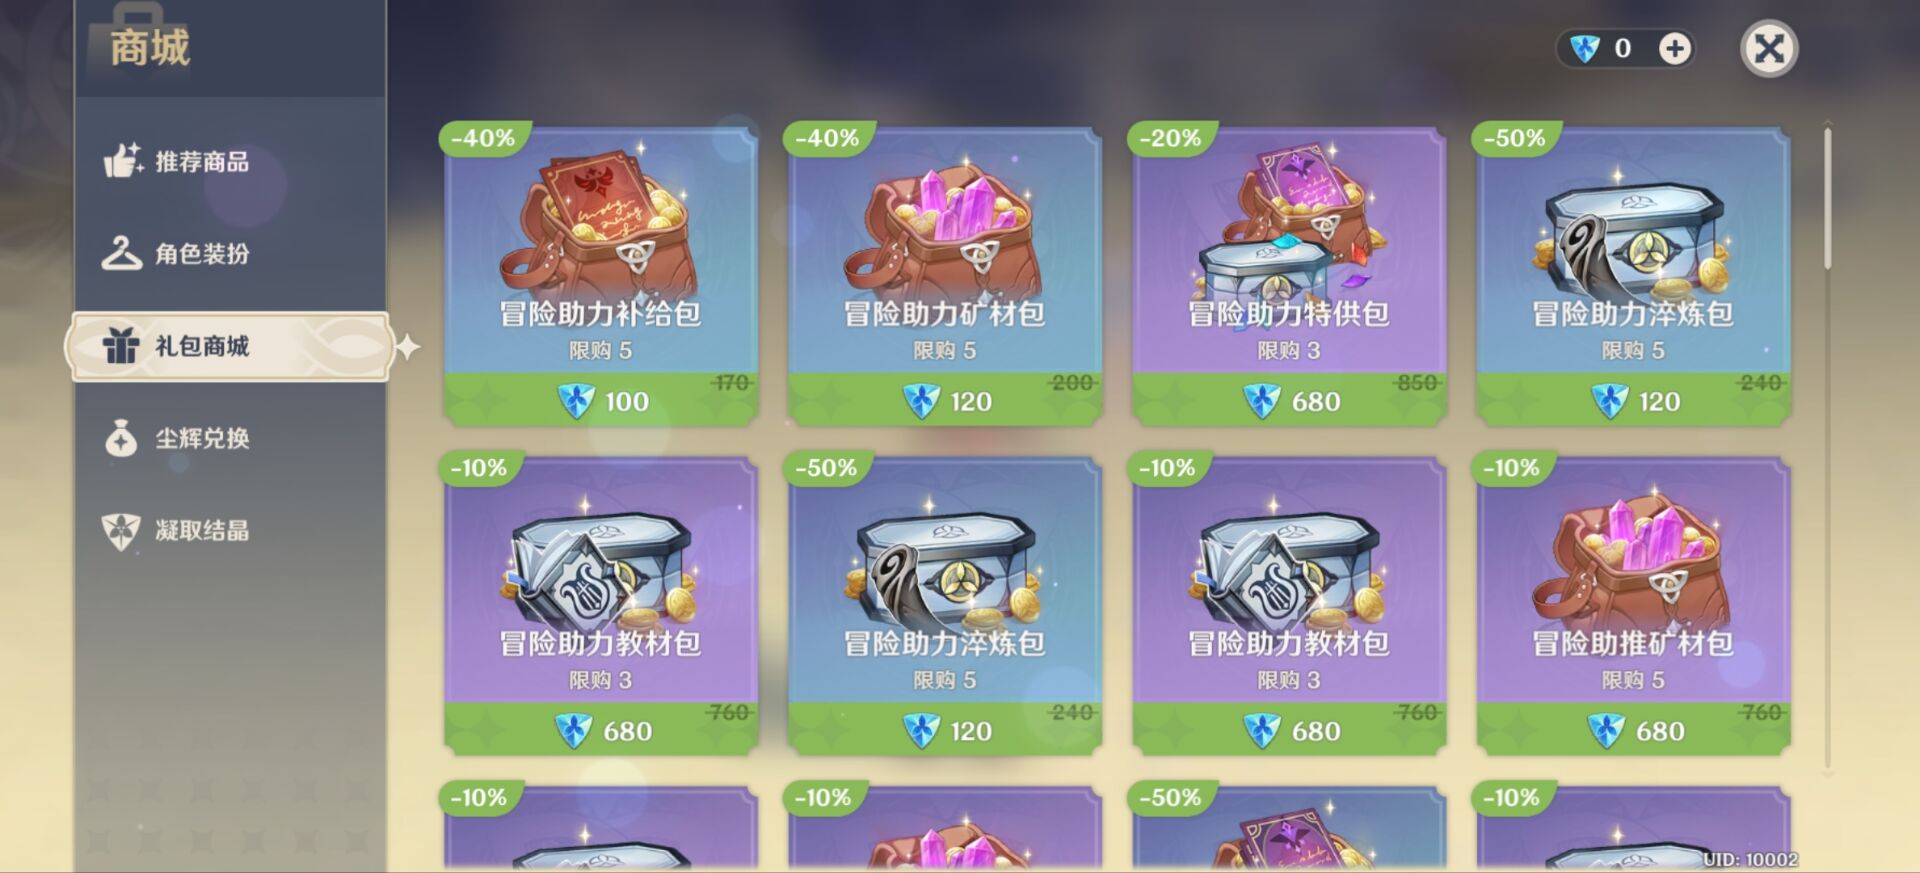 商城
0
推荐商品
角色装扮
礼包商城
尘辉兑换
凝取结晶
-40%
冒险助力补给包
限购 5
170
100
-40%
冒险助力矿材包
限购 5
200
120
-20%
冒险助力特供包
限购 3
850
680
-50%
冒险助力淬炼包
限购 5
240
120
-10%
冒险助力教材包
限购 3
760
680
-50%
冒险助力淬炼包
限购 5
240
120
-10%
冒险助力教材包
限购 3
760
680
-10%
冒险助推矿材包
限购 5
760
680
-10%
-10%
-50%
-10%
UID: 10002